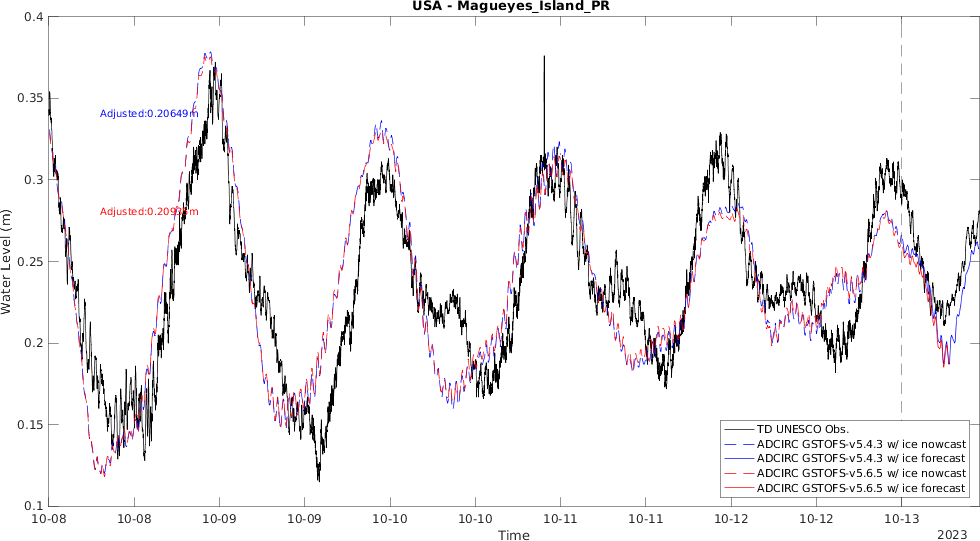 USA - Magueyes_Island_PR
0.4
0.35
0.3
0.25
0.2
0.15
0.1
Water Level (m)
Adjusted:0.20649m
TD UNESCO Obs.
ADCIRC GSTOFS-v5.4.3 w/ ice nowcast
ADCIRC GSTOFS-v5.4.3 w/ ice forecast
ADCIRC GSTOFS-v5.6.5 w/ ice nowcast
ADCIRC GSTOFS-v5.6.5 w/ ice forecast
10-08 10-08 10-09 10-09 10-10 10-10 10-11 10-11 10-12 10-12 10-13
Time
2023